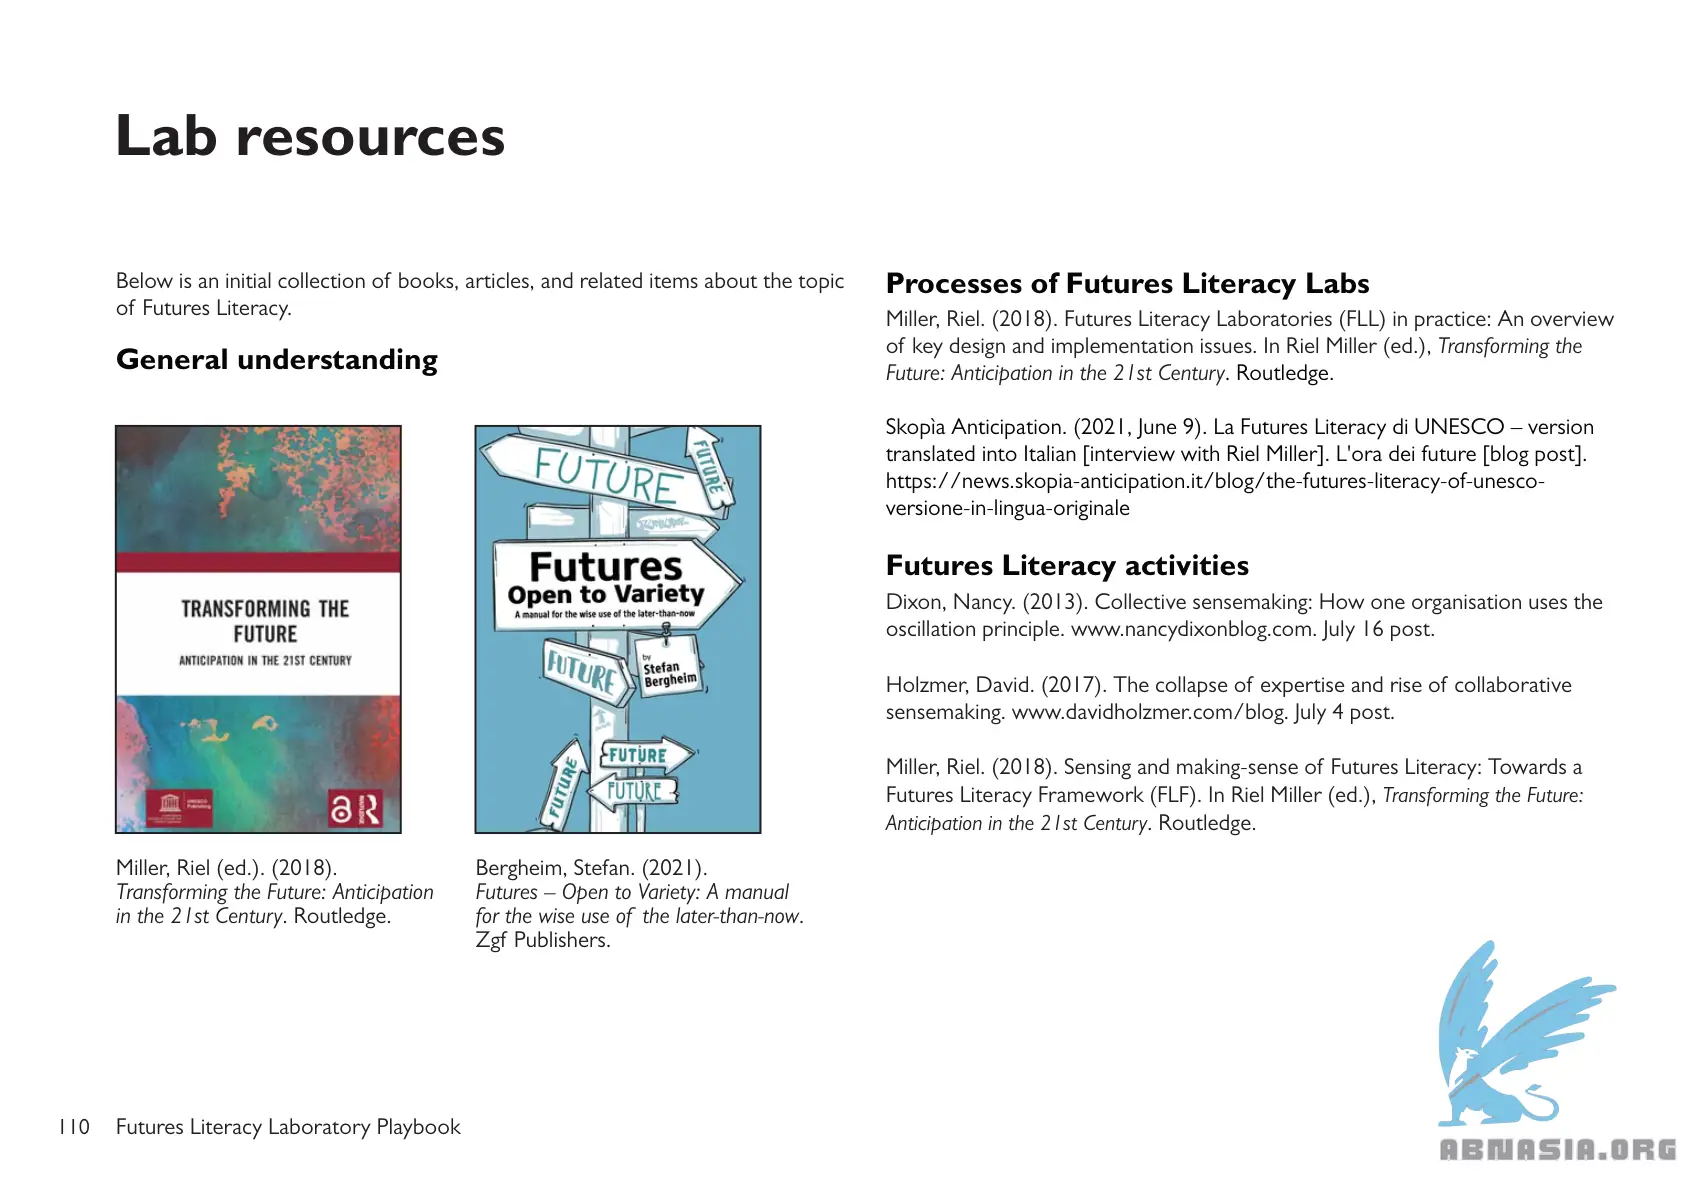 Lab resources
Below is an initial collection of books, articles, and related items about the topic
of Futures Literacy.
General understanding
TRANSFORMING THE
FUTURE
ANTICIPATION IN THE 21ST CENTURY
UNESCO
Publishing
FUTURE
FUTURE
Futures
Open to Variety
A manual for the wise use of the later-than-now
by
Stefan
Bergheim
FUTURE
FUTURE
FUTURE
FUTURE
Miller, Riel (ed.). (2018).
Transforming the Future: Anticipation
in the 21st Century. Routledge.
Bergheim, Stefan. (2021).
Futures – Open to Variety: A manual
for the wise use of the later-than-now.
Zgf Publishers.
Processes of Futures Literacy Labs
Miller, Riel. (2018). Futures Literacy Laboratories (FLL) in practice: An overview
of key design and implementation issues. In Riel Miller (ed.), Transforming the
Future: Anticipation in the 21st Century. Routledge.
Skopìa Anticipation. (2021, June 9). La Futures Literacy di UNESCO – version
translated into Italian [interview with Riel Miller]. L'ora dei future [blog post].
https://news.skopia-anticipation.it/blog/the-futures-literacy-of-unesco-
versione-in-lingua-originale
Futures Literacy activities
Dixon, Nancy. (2013). Collective sensemaking: How one organisation uses the
oscillation principle. www.nancydixonblog.com. July 16 post.
Holzmer, David. (2017). The collapse of expertise and rise of collaborative
sensemaking. www.davidholzmer.com/blog. July 4 post.
Miller, Riel. (2018). Sensing and making-sense of Futures Literacy: Towards a
Futures Literacy Framework (FLF). In Riel Miller (ed.), Transforming the Future:
Anticipation in the 21st Century. Routledge.
110 Futures Literacy Laboratory Playbook
ABNASIA.ORG